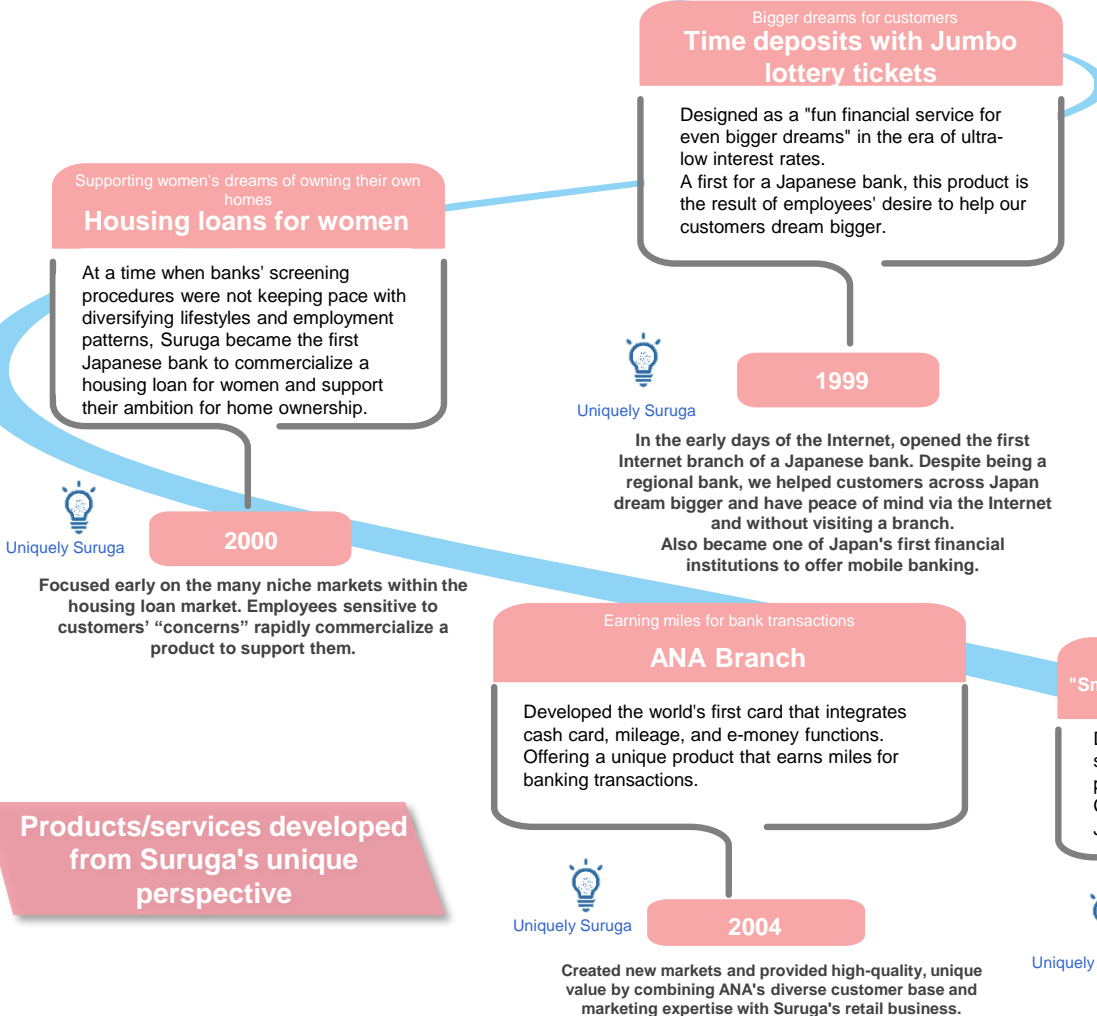 Bigger dreams for customers
Time deposits with Jumbo
lottery tickets
Designed as a "fun financial service for
even bigger dreams" in the era of ultra-
low interest rates.
A first for a Japanese bank, this product is
the result of employees' desire to help our
customers dream bigger.
Uniquely Suruga
1999
In the early days of the Internet, opened the first
Internet branch of a Japanese bank. Despite being a
regional bank, we helped customers across Japan
dream bigger and have peace of mind via the Internet
and without visiting a branch.
Also became one of Japan's first financial
institutions to offer mobile banking.
Supporting women's dreams of owning their own
homes
Housing loans for women
At a time when banks' screening
procedures were not keeping pace with
diversifying lifestyles and employment
patterns, Suruga became the first
Japanese bank to commercialize a
housing loan for women and support
their ambition for home ownership.
Uniquely Suruga
2000
Focused early on the many niche markets within the
housing loan market. Employees sensitive to
customers’ “concerns” rapidly commercialize a
product to support them.
Earning miles for bank transactions
ANA Branch
Developed the world's first card that integrates
cash card, mileage, and e-money functions.
Offering a unique product that earns miles for
banking transactions.
Uniquely Suruga
2004
Created new markets and provided high-quality, unique
value by combining ANA's diverse customer base and
marketing expertise with Suruga's retail business.
Uniquely
Products/services developed
from Suruga's unique
perspective